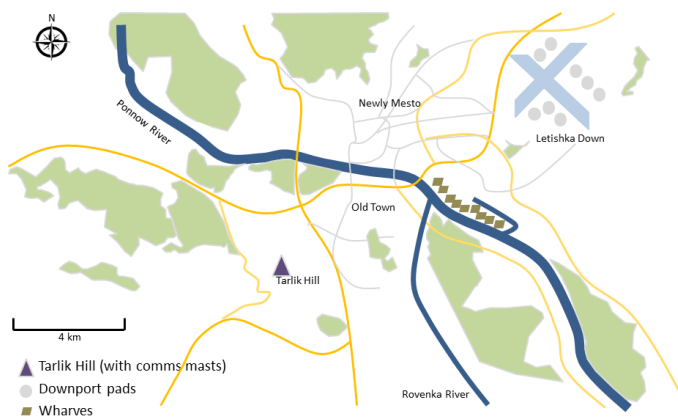 N
Newly Mesto
Ponnow River
Letishka Down
Old Town
Tarlik Hill
4 km
Tarlik Hill (with comms masts)
Downport pads
Rovenka River
Wharves